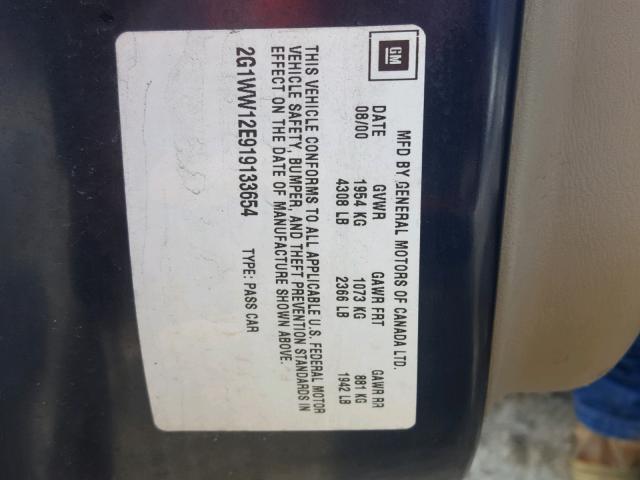 GM
MFD BY GENERAL MOTORS OF CANADA LTD.
DATE GVWR GAWR FRT GAWR RR
08/00 1954 KG 1073 KG 881 KG
4308 LB 2366 LB 1942 LB
THIS VEHICLE CONFORMS TO ALL APPLICABLE U.S. FEDERAL MOTOR
VEHICLE SAFETY, BUMPER, AND THEFT PREVENTION STANDARDS IN
EFFECT ON THE DATE OF MANUFACTURE SHOWN ABOVE.
2G1WW12E919133654 TYPE: PASS CAR